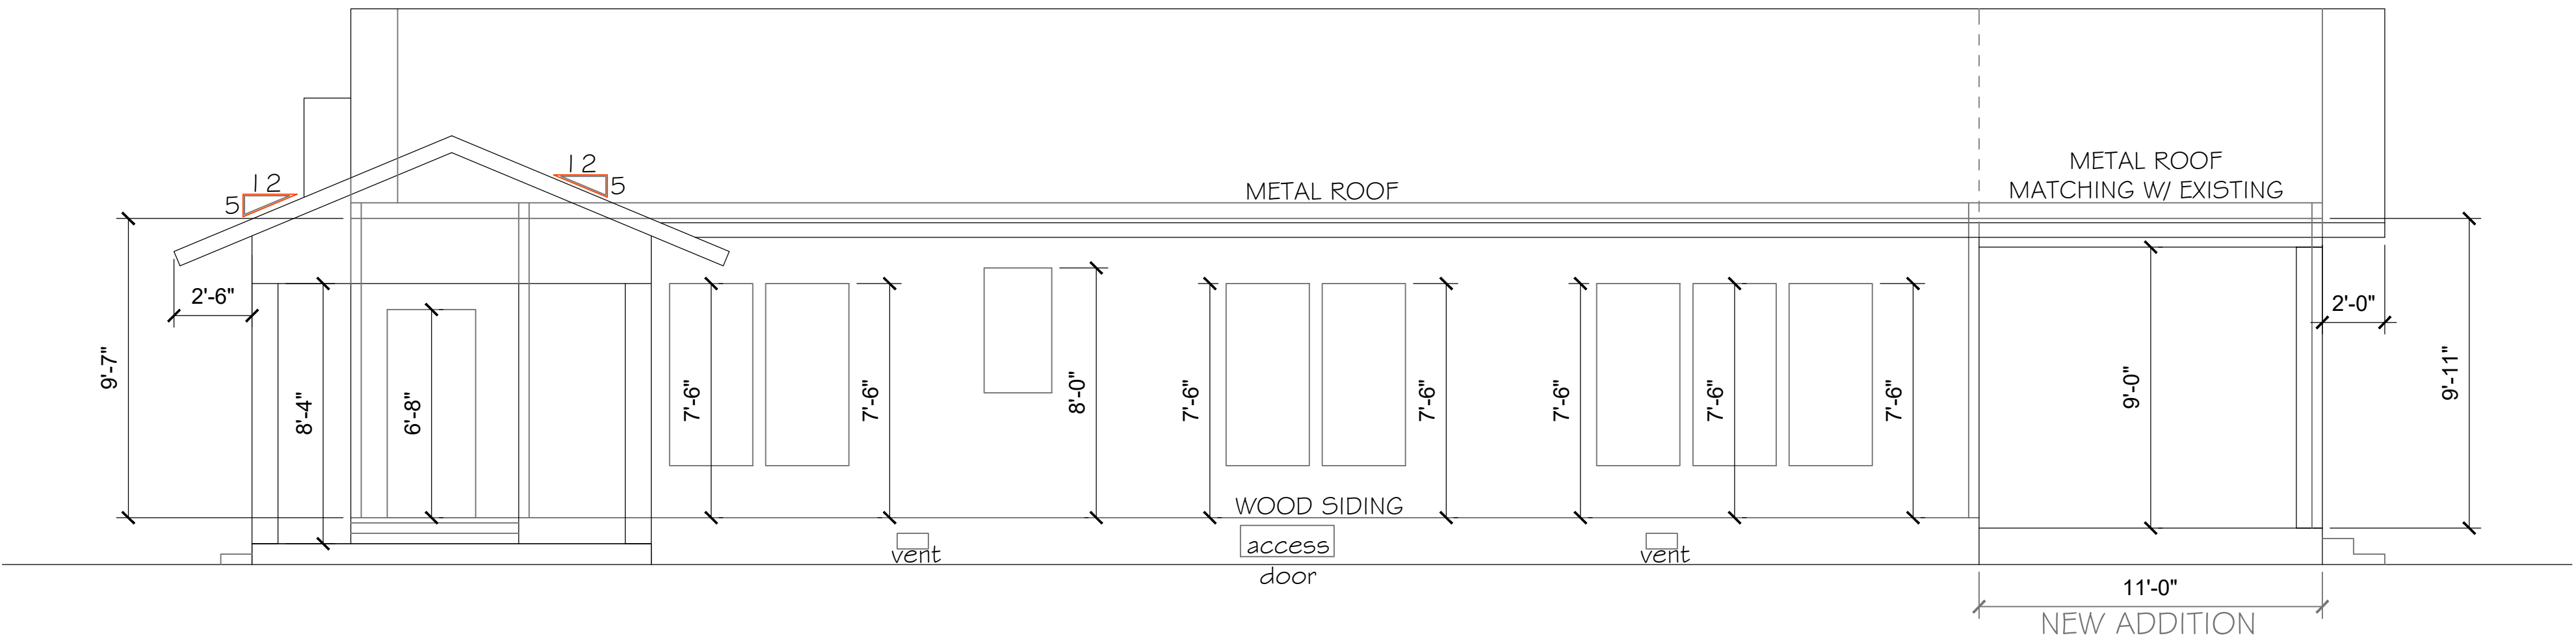 12
5
12
5
METAL ROOF
METAL ROOF
MATCHING W/ EXISTING
2'-6"
2'-0"
9'-7"
8'-4"
6'-8"
7'-6"
7'-6"
8'-0"
7'-6"
7'-6"
7'-6"
7'-6"
7'-6"
9'-0"
9'-11"
WOOD SIDING
vent
access
door
vent
11'-0"
NEW ADDITION